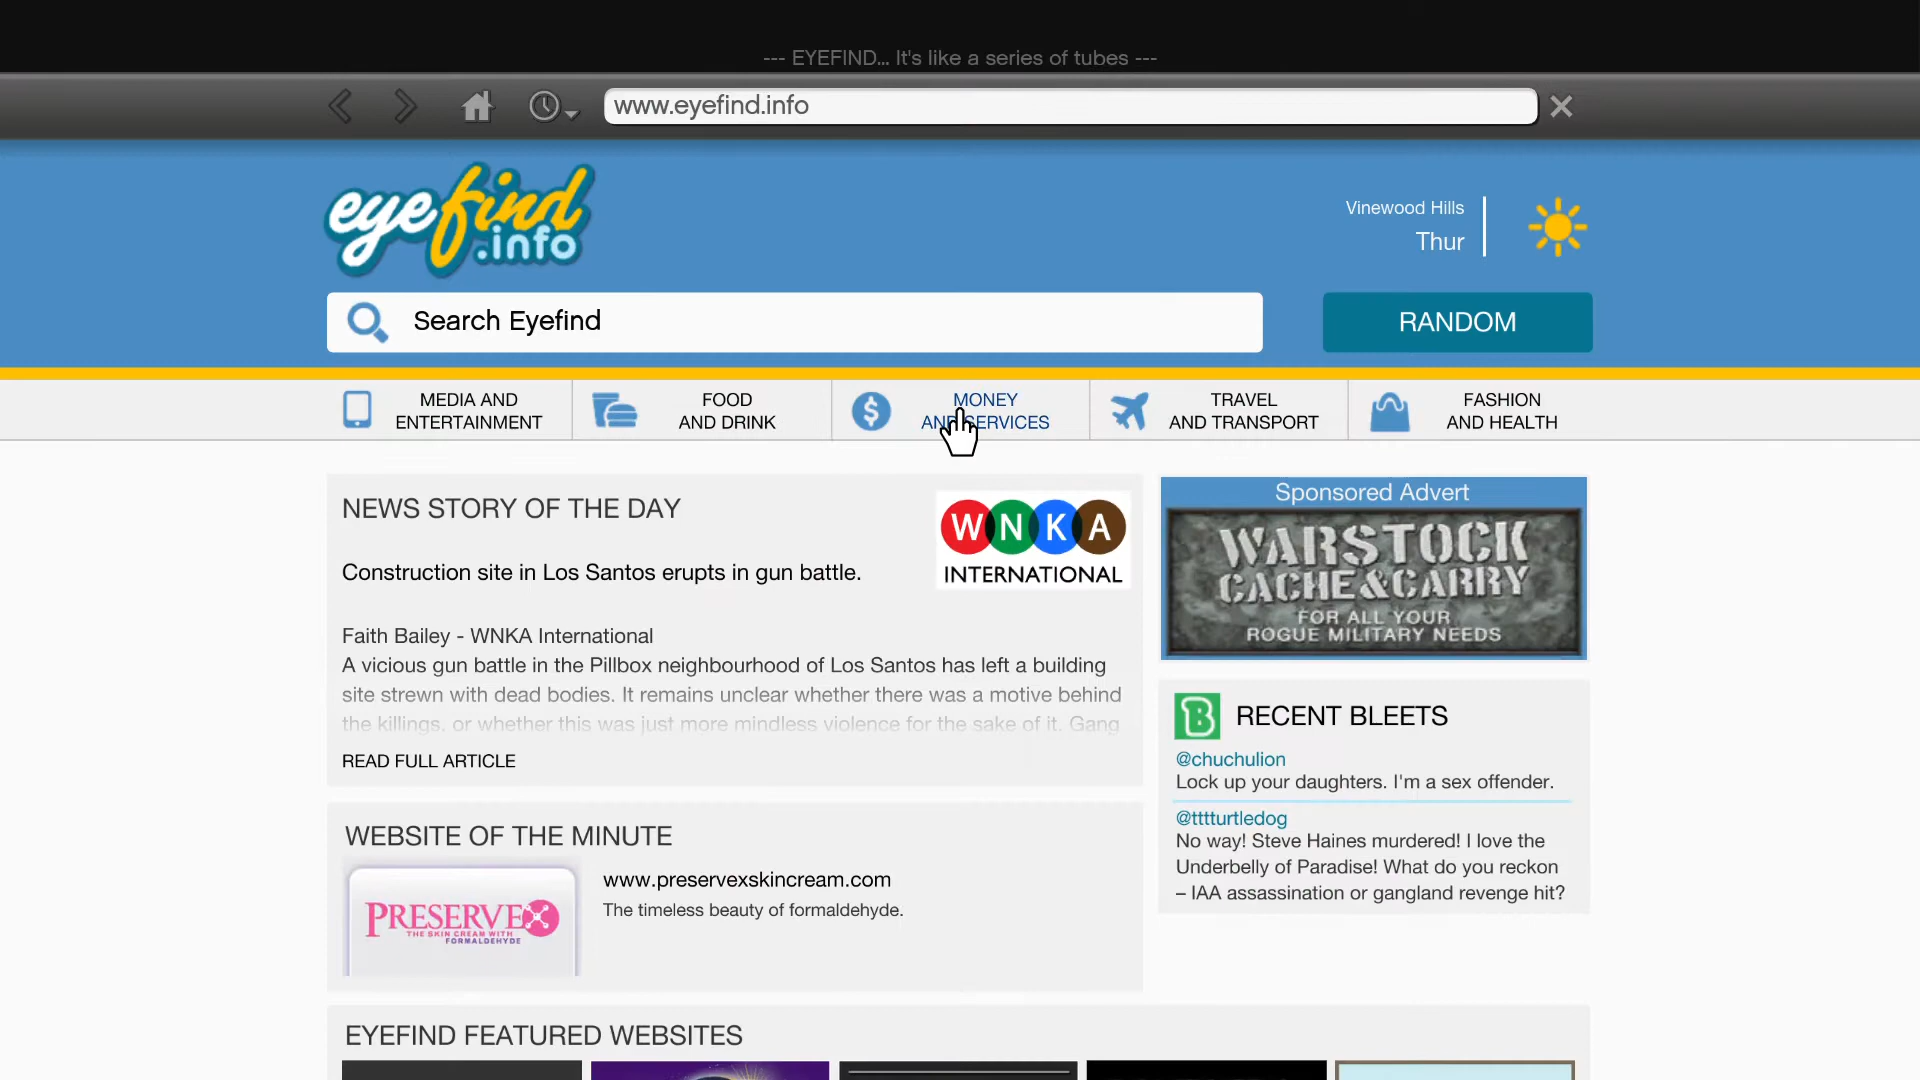 --- EYEFIND... It's like a series of tubes ---
www.eyefind.info
eyefind
.info
Vinewood Hills
Thur
Search Eyefind
RANDOM
MEDIA AND
ENTERTAINMENT
FOOD
AND DRINK
MONEY
AND SERVICES
TRAVEL
AND TRANSPORT
FASHION
AND HEALTH
NEWS STORY OF THE DAY
WNKA
INTERNATIONAL
Construction site in Los Santos erupts in gun battle.
Faith Bailey - WNKA International
A vicious gun battle in the Pillbox neighbourhood of Los Santos has left a building
site strewn with dead bodies. It remains unclear whether there was a motive behind
the killings, or whether this was just more mindless violence for the sake of it. Gang
READ FULL ARTICLE
Sponsored Advert
WARSTOCK
CACHE&CARRY
FOR ALL YOUR
ROGUE MILITARY NEEDS
B
RECENT BLEETS
@chuchulion
Lock up your daughters. I'm a sex offender.
@tttturtledog
No way! Steve Haines murdered! I love the
Underbelly of Paradise! What do you reckon
– IAA assassination or gangland revenge hit?
WEBSITE OF THE MINUTE
PRESERVEX
THE SKIN CREAM WITH
FORMALDEHYDE
www.preservexskincream.com
The timeless beauty of formaldehyde.
EYEFIND FEATURED WEBSITES